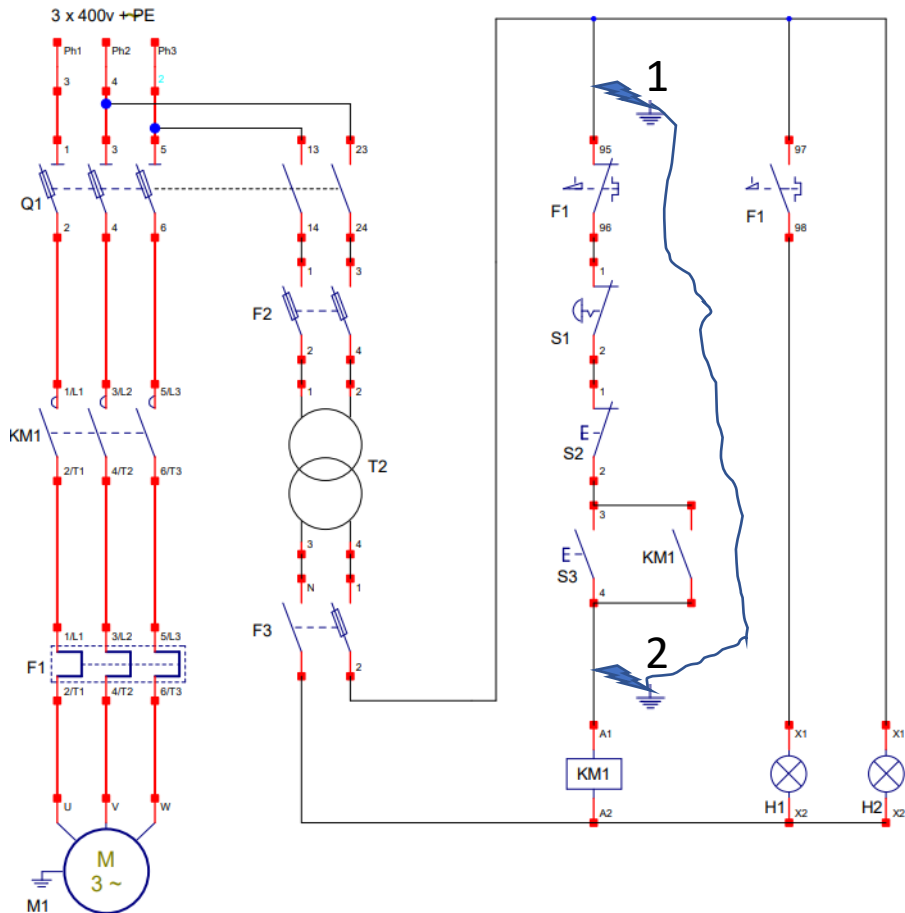 3 x 400v + PE
1
Ph1 Ph2 Ph3
3 4 2
1 3 5 13 23 95 97
Q1 F1 F1
2 4 6 14 24 96 98
1 3 1
F2 S1
2 4 2
1 2 1
1/L1 3/L2 5/L3
KM1 S2
T2
2/T1 4/T2 6/T3 2
3
3 4 S3 KM1
N 1 4
F3
1/L1 3/L2 5/L3
F1 2
2/T1 4/T2 6/T3 2
A1 X1 X1
KM1
U V W H1 H2
A2 X2 X2
M
3 ~
M1